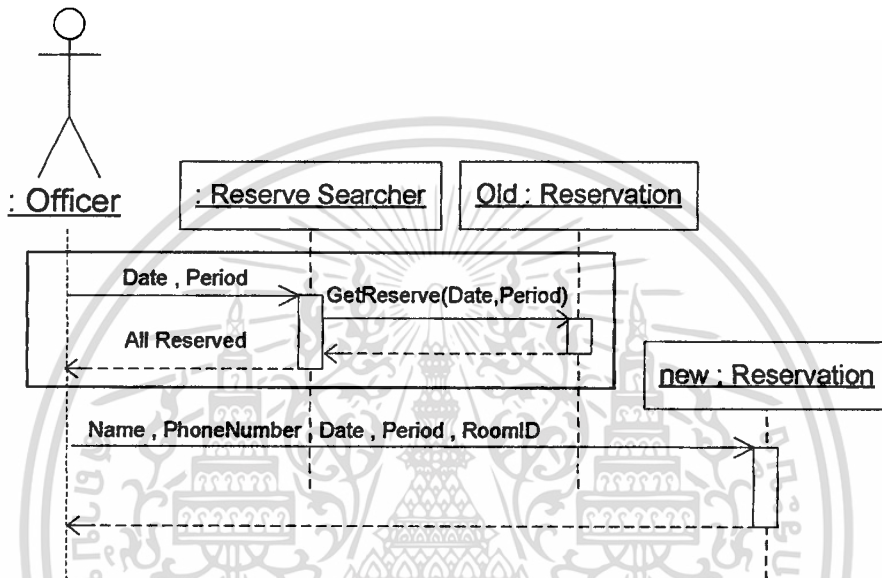 : Officer
: Reserve Searcher
Old : Reservation
Date , Period
GetReserve(Date,Period)
All Reserved
new : Reservation
Name , PhoneNumber , Date , Period , RoomID